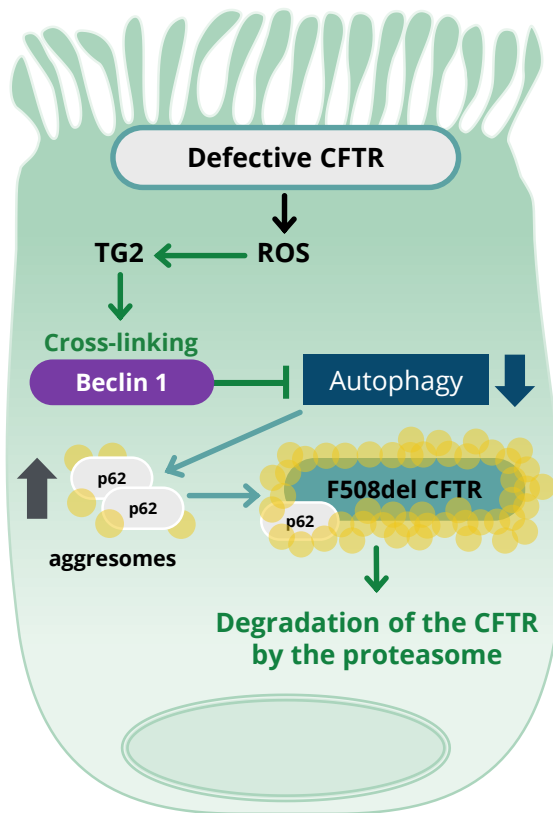 Defective CFTR
TG2
ROS
Cross-linking
Beclin 1
Autophagy
p62
p62
aggresomes
F508del CFTR
p62
Degradation of the CFTR
by the proteasome